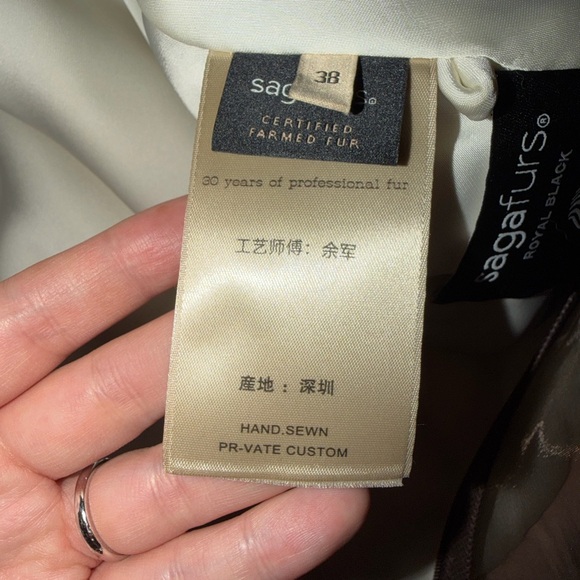 38
sagafurs®
CERTIFIED
FARMED FUR
30 years of professional fur
工艺师傅：余军
産地：深圳
HAND.SEWN
PR-VATE CUSTOM
sagafurs®
ROYAL BLACK